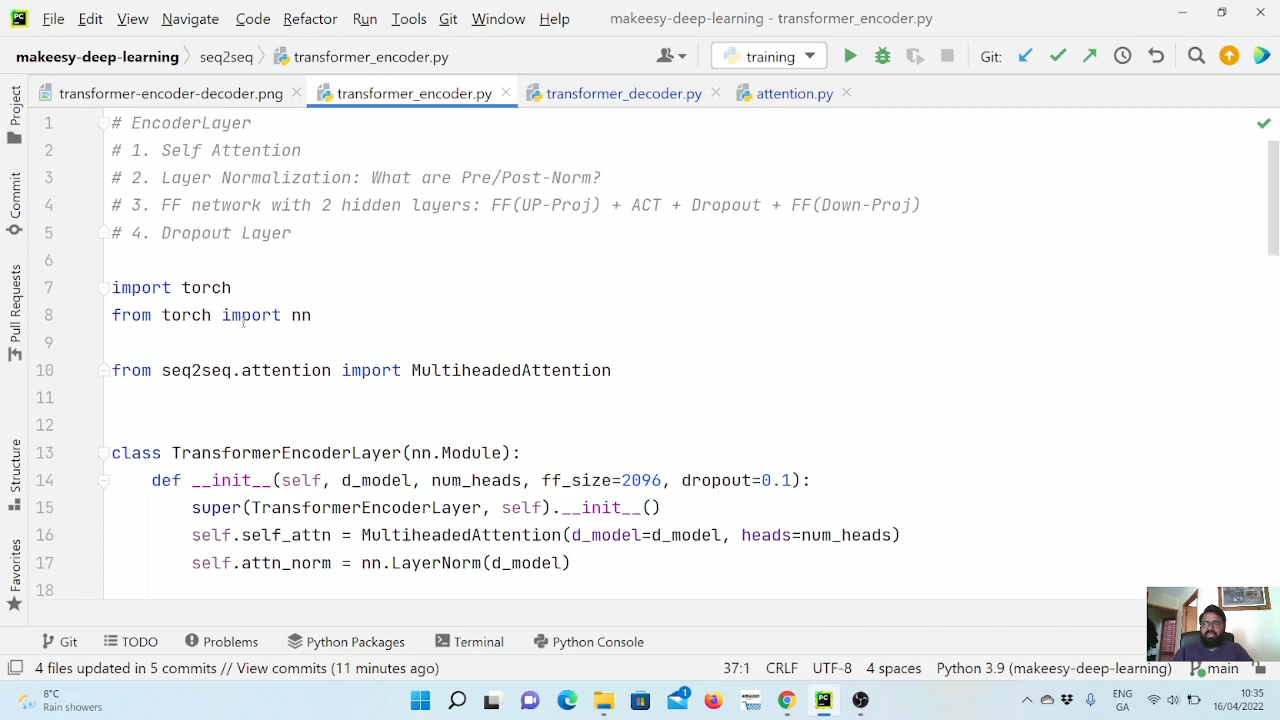 PC File Edit View Navigate Code Refactor Run Tools Git Window Help makeesy-deep-learning - transformer_encoder.py
makeesy-deep-learning seq2seq transformer_encoder.py training Git:
transformer-encoder-decoder.png transformer_encoder.py transformer_decoder.py attention.py
Project
Commit
Pull Requests
Structure
Favorites
1 # EncoderLayer
2 # 1. Self Attention
3 # 2. Layer Normalization: What are Pre/Post-Norm?
4 # 3. FF network with 2 hidden layers: FF(UP-Proj) + ACT + Dropout + FF(Down-Proj)
5 # 4. Dropout Layer
6
7 import torch
8 from torch import nn
9
10 from seq2seq.attention import MultiheadedAttention
11
12
13 class TransformerEncoderLayer(nn.Module):
14 def __init__(self, d_model, num_heads, ff_size=2096, dropout=0.1):
15 super(TransformerEncoderLayer, self).__init__()
16 self.self_attn = MultiheadedAttention(d_model=d_model, heads=num_heads)
17 self.attn_norm = nn.LayerNorm(d_model)
18
Git TODO Problems Python Packages Terminal Python Console
4 files updated in 5 commits // View commits (11 minutes ago) 37:1 CRLF UTF-8 4 spaces Python 3.9 (makeesy-deep-learning) main
8°C
Rain showers
amazon
1
PC
ENG
GA
10:35
16/04/2022